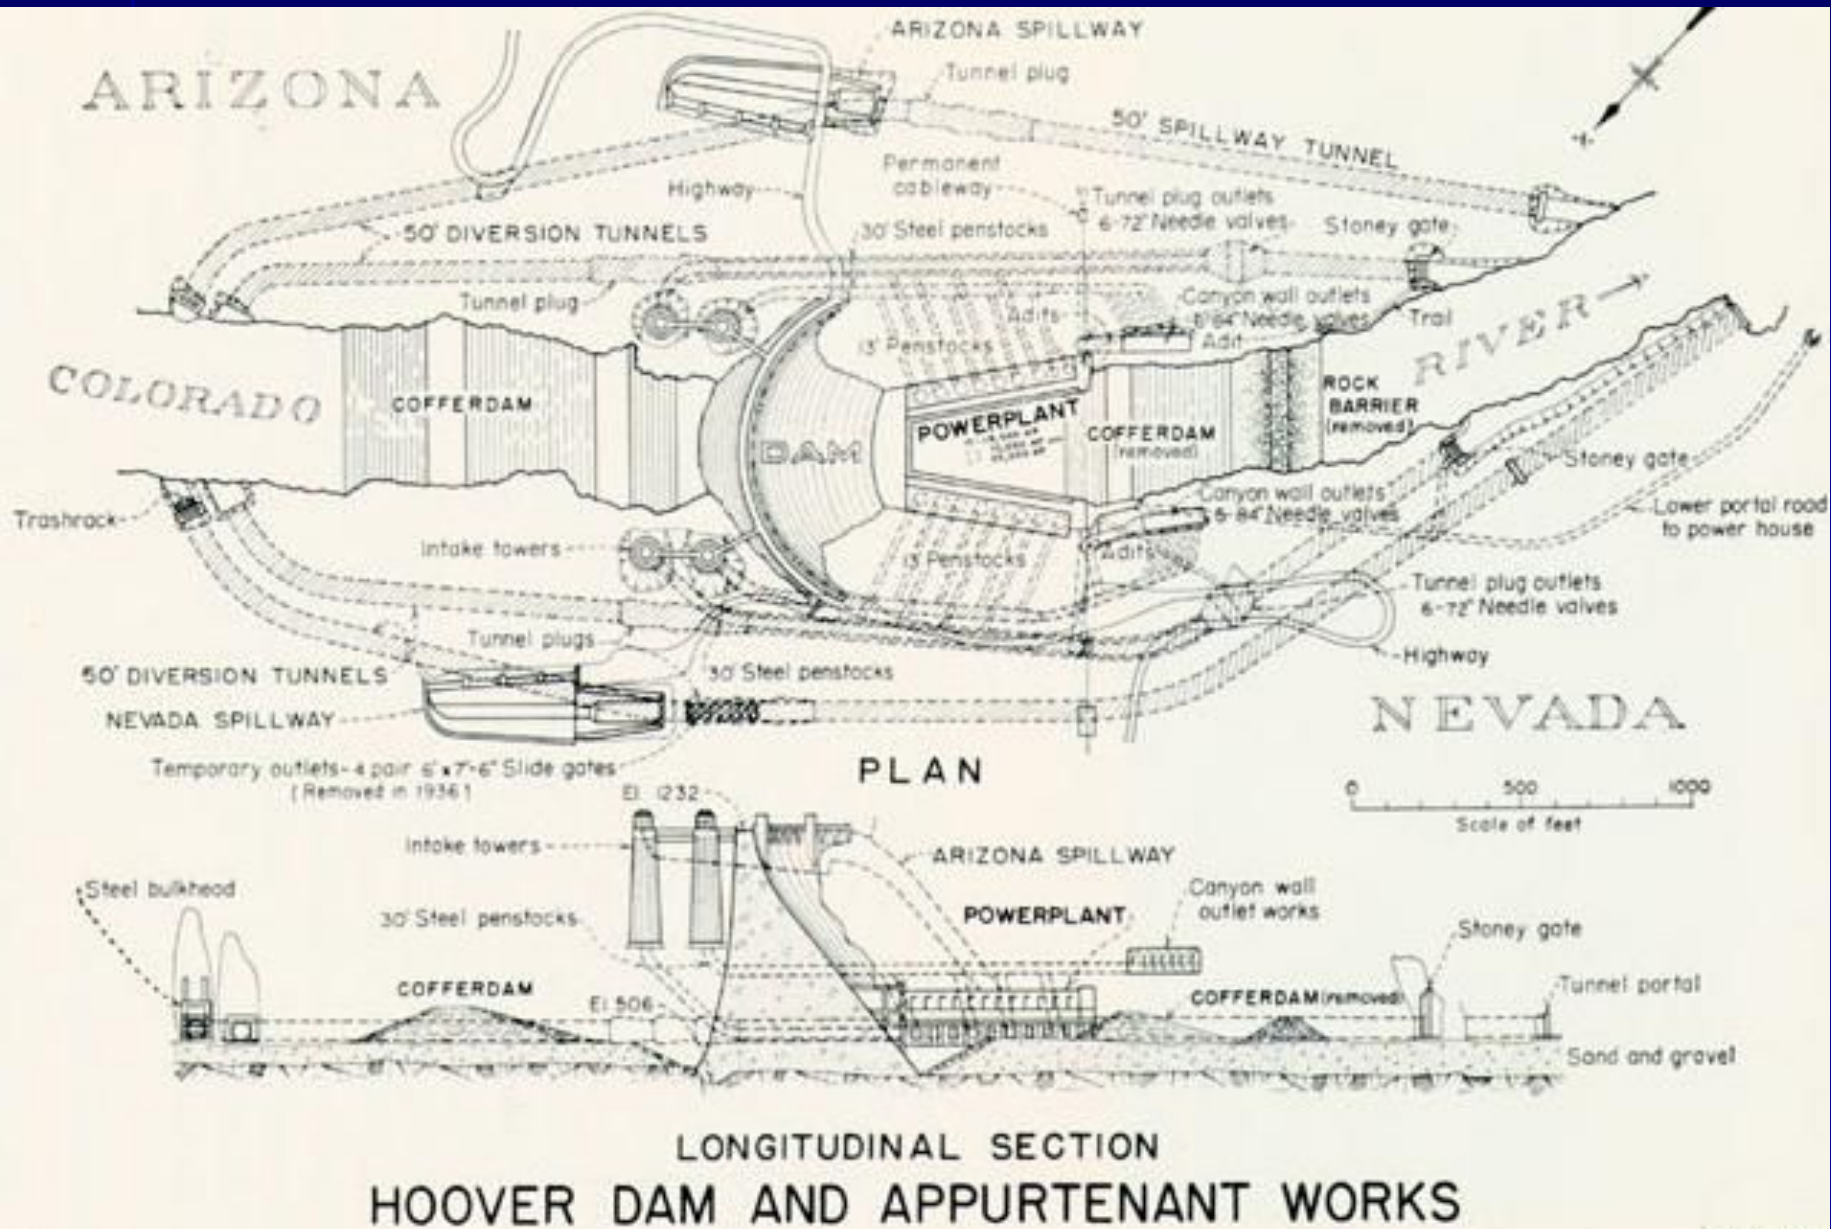 ARIZONA SPILLWAY
ARIZONA
Tunnel plug
50' SPILLWAY TUNNEL
Permanent
cableway
Highway
Tunnel plug outlets
6-72" Needle valves
50' DIVERSION TUNNELS
30' Steel penstocks
Stoney gate
Tunnel plug
Canyon wall outlets
Needle valves
Adits
Adit
Trail
13' Penstocks
RIVER
COLORADO
COFFERDAM
DAM
POWERPLANT
COFFERDAM
(removed)
ROCK
BARRIER
(removed)
Stoney gate
Canyon wall outlets
6-84" Needle valves
Trashrack
Lower portal road
to power house
Intake towers
13' Penstocks
Adits
Tunnel plug outlets
6-72" Needle valves
Tunnel plugs
Highway
50' DIVERSION TUNNELS
30' Steel penstocks
NEVADA SPILLWAY
NEVADA
Temporary outlets-4 pair 6'x7'-6" Slide gates
(Removed in 1936)
PLAN
0 500 1000
Scale of feet
El. 1232
Intake towers
ARIZONA SPILLWAY
Steel bulkhead
Canyon wall
outlet works
30' Steel penstocks
POWERPLANT
Stoney gate
COFFERDAM
El 506
COFFERDAM (removed)
Tunnel portal
Sand and gravel
LONGITUDINAL SECTION
HOOVER DAM AND APPURTENANT WORKS